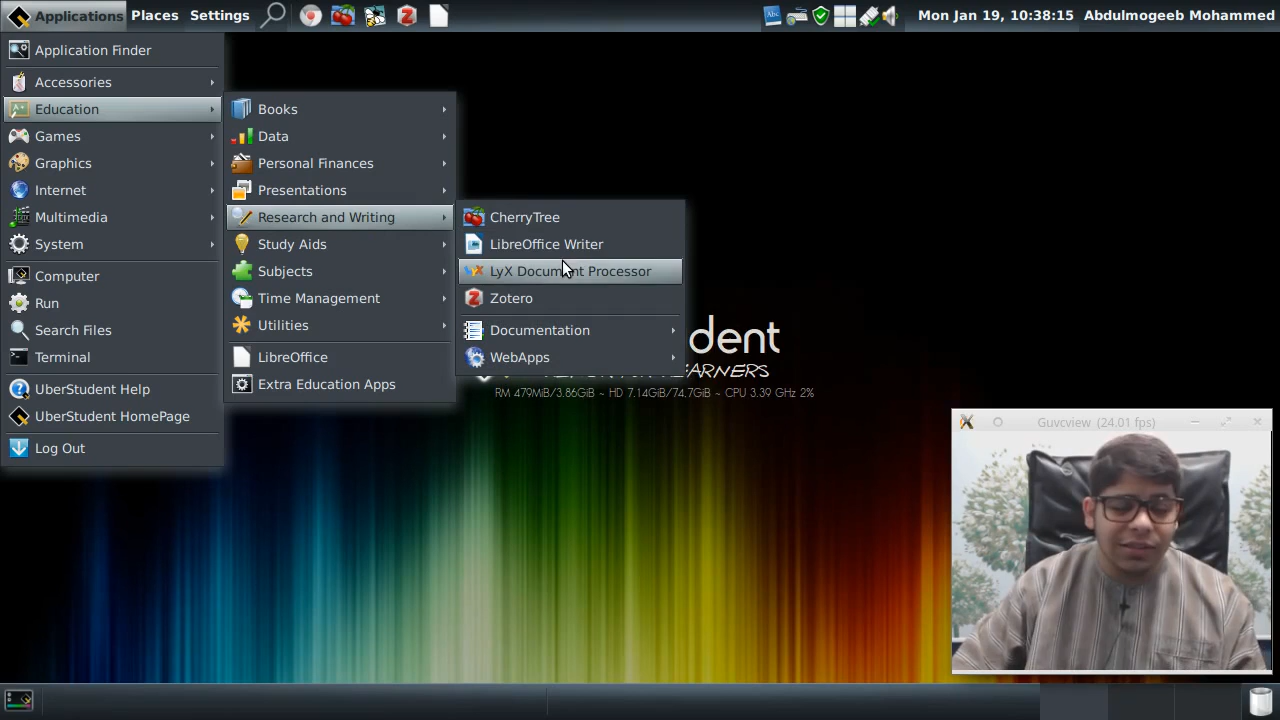 Applications Places Settings Mon Jan 19, 10:38:15 Abdulmogeeb Mohammed
Application Finder
Accessories
Education
Games
Graphics
Internet
Multimedia
System
Computer
Run
Search Files
Terminal
UberStudent Help
UberStudent HomePage
Log Out
Books
Data
Personal Finances
Presentations
Research and Writing
Study Aids
Subjects
Time Management
Utilities
LibreOffice
Extra Education Apps
CherryTree
LibreOffice Writer
LyX Document Processor
Zotero
Documentation
WebApps
dent
RM 479MiB/3.86GiB ~ HD 7.14GiB/74.7GiB ~ CPU 3.39 GHz 2%
Guvcview (24.01 fps)